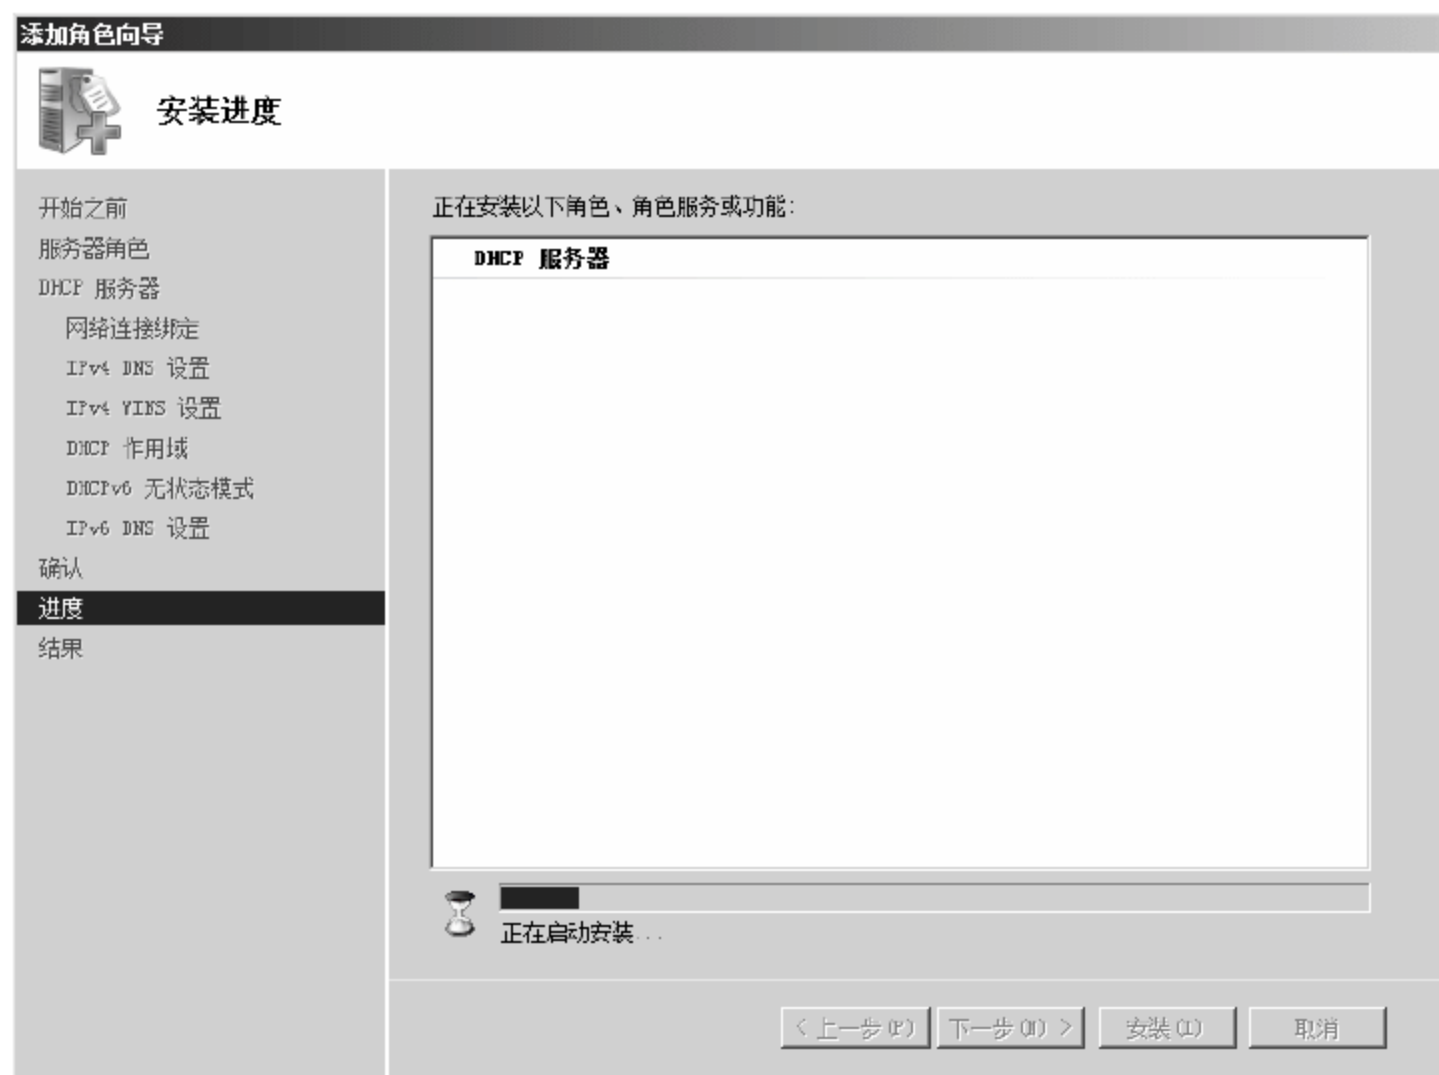 添加角色向导
安装进度
开始之前
服务器角色
DHCP 服务器
网络连接绑定
IPv4 DNS 设置
IPv4 WINS 设置
DHCP 作用域
DHCPv6 无状态模式
IPv6 DNS 设置
确认
进度
结果
正在安装以下角色、角色服务或功能:
DHCP 服务器
正在启动安装...
< 上一步(P) 下一步(N) > 安装(I) 取消